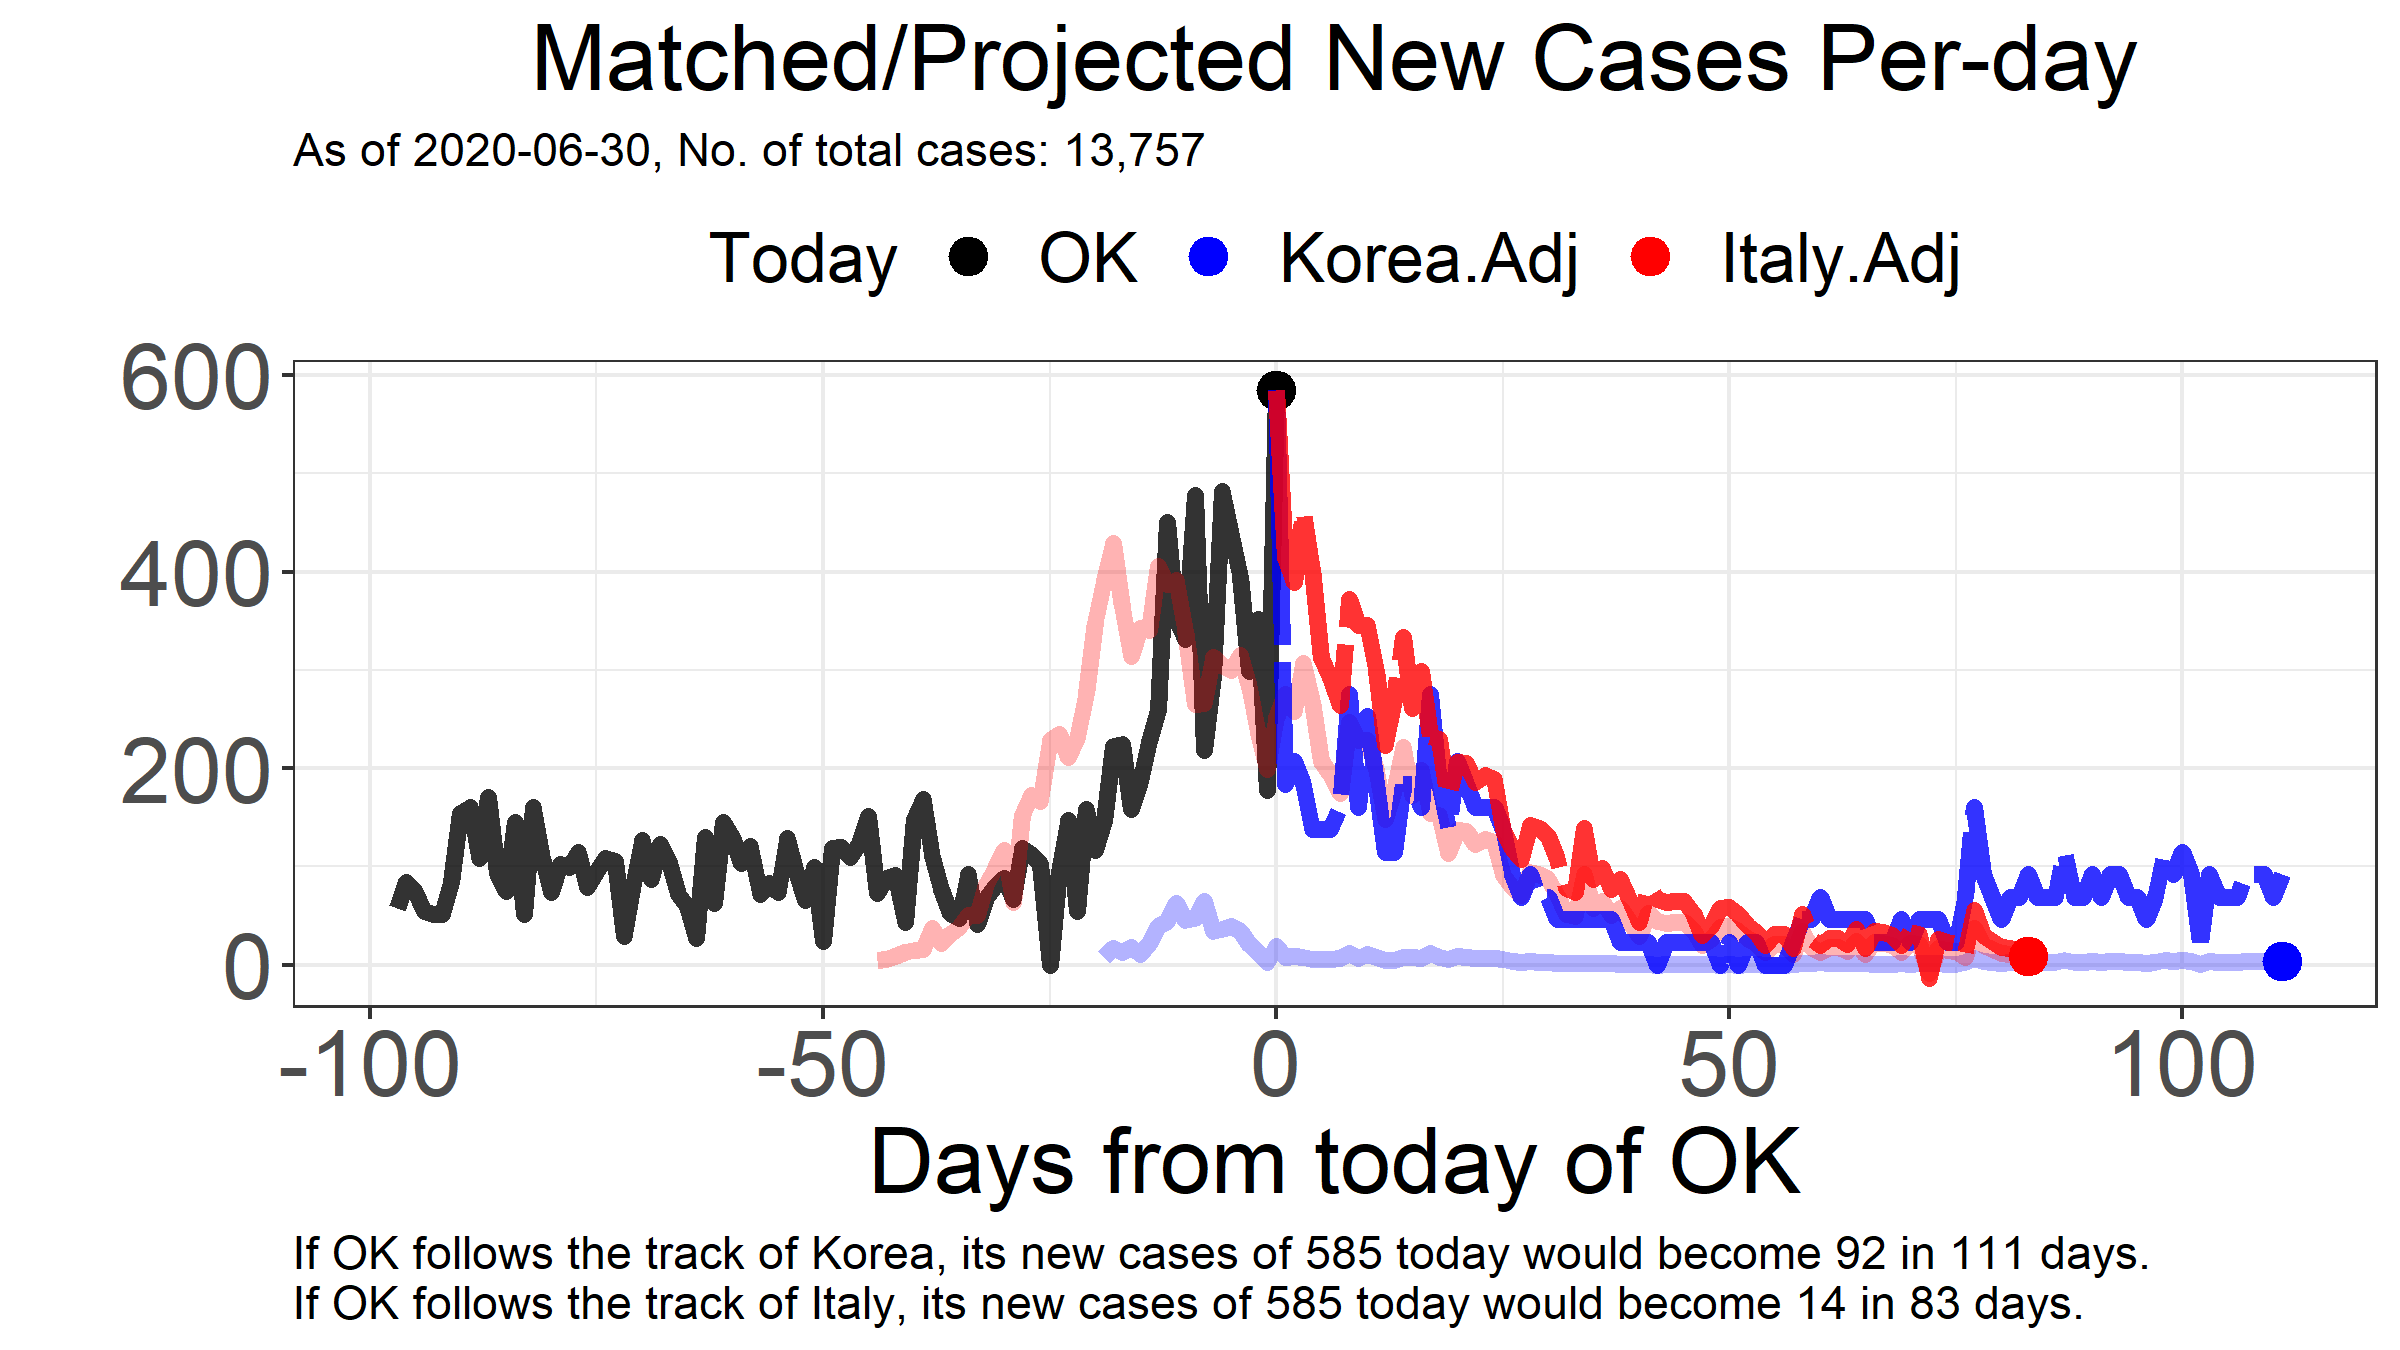 Matched/Projected New Cases Per-day
As of 2020-06-30, No. of total cases: 13,757
Today OK Korea.Adj Italy.Adj
600
400
200
0
-100 -50 0 50 100
Days from today of OK
If OK follows the track of Korea, its new cases of 585 today would become 92 in 111 days.
If OK follows the track of Italy, its new cases of 585 today would become 14 in 83 days.